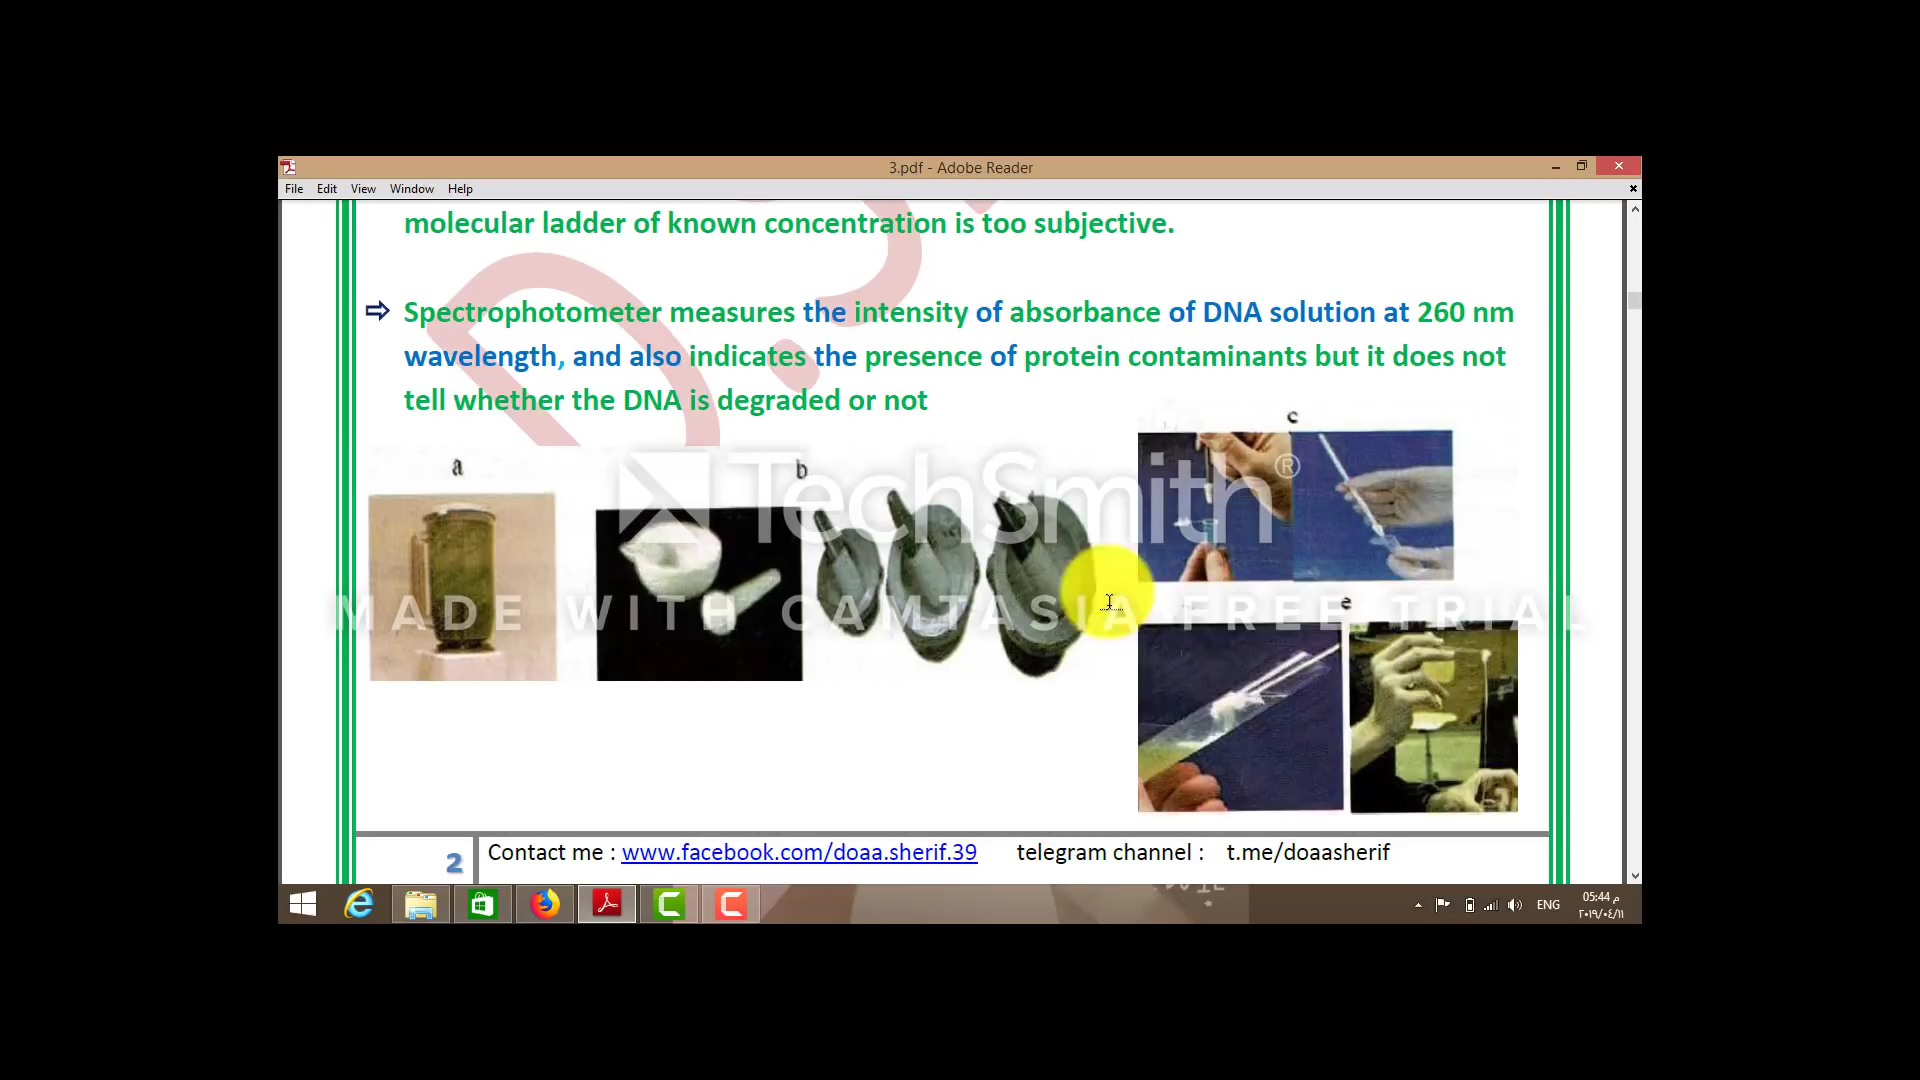 3.pdf - Adobe Reader
File Edit View Window Help
molecular ladder of known concentration is too subjective.
Spectrophotometer measures the intensity of absorbance of DNA solution at 260 nm
wavelength, and also indicates the presence of protein contaminants but it does not
tell whether the DNA is degraded or not
a
b
c
e
TechSmith®
MADE WITH CAMTASIA FREE TRIAL
2
Contact me : www.facebook.com/doaa.sherif.39 telegram channel : t.me/doaasherif
ENG
05:44 م
٢٠١٩/٠٤/١١